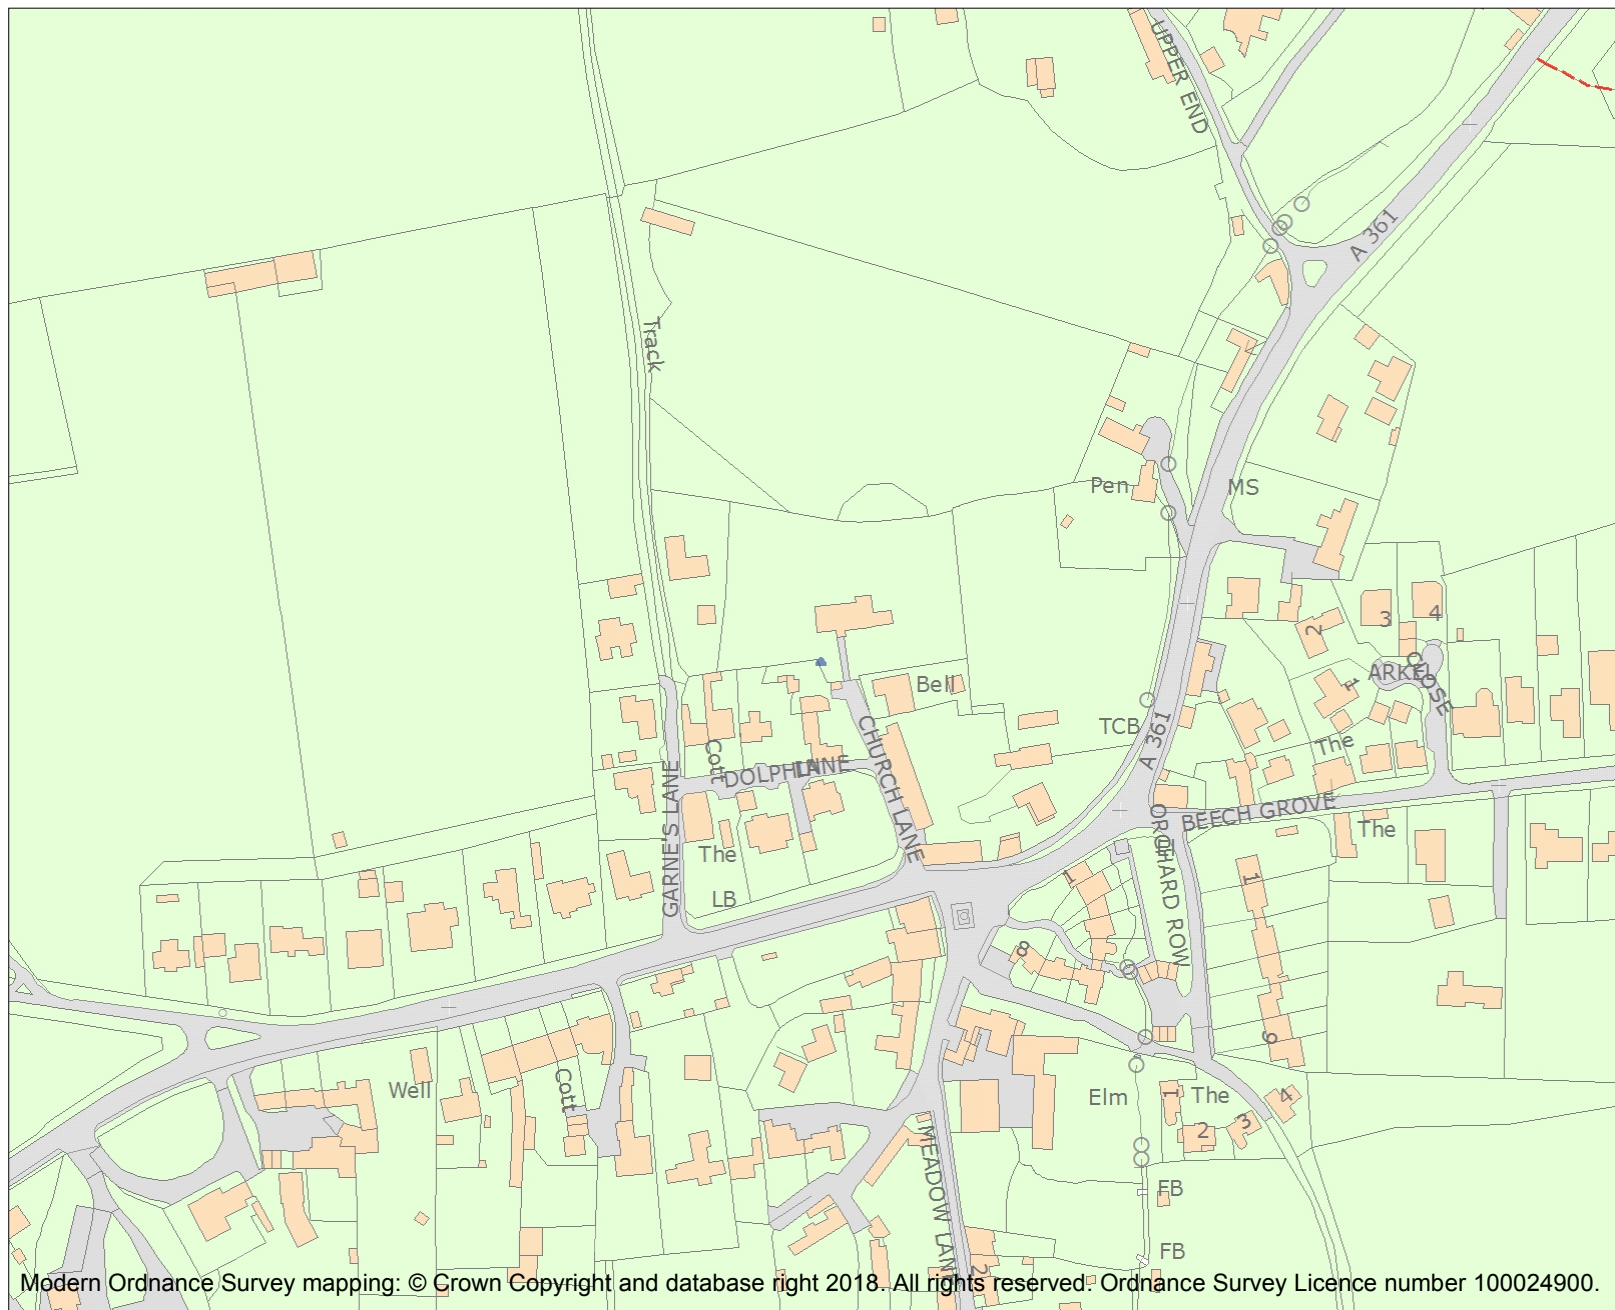 UPPER END
A 361
Track
Pen
MS
2
3
4
Bell
ARKEL
CLOSE
1
TCB
A 361
The
Cott
DOLPHIN
LANE
CHURCH LANE
GARNE'S LANE
BEECH GROVE
The
The
LB
ORCHARD ROW
1
1
8
9
Well
Cott
Elm
The
1
2
3
4
MEADOW LANE
FB
FB
2
Modern Ordnance Survey mapping: © Crown Copyright and database right 2018. All rights reserved. Ordnance Survey Licence number 100024900.